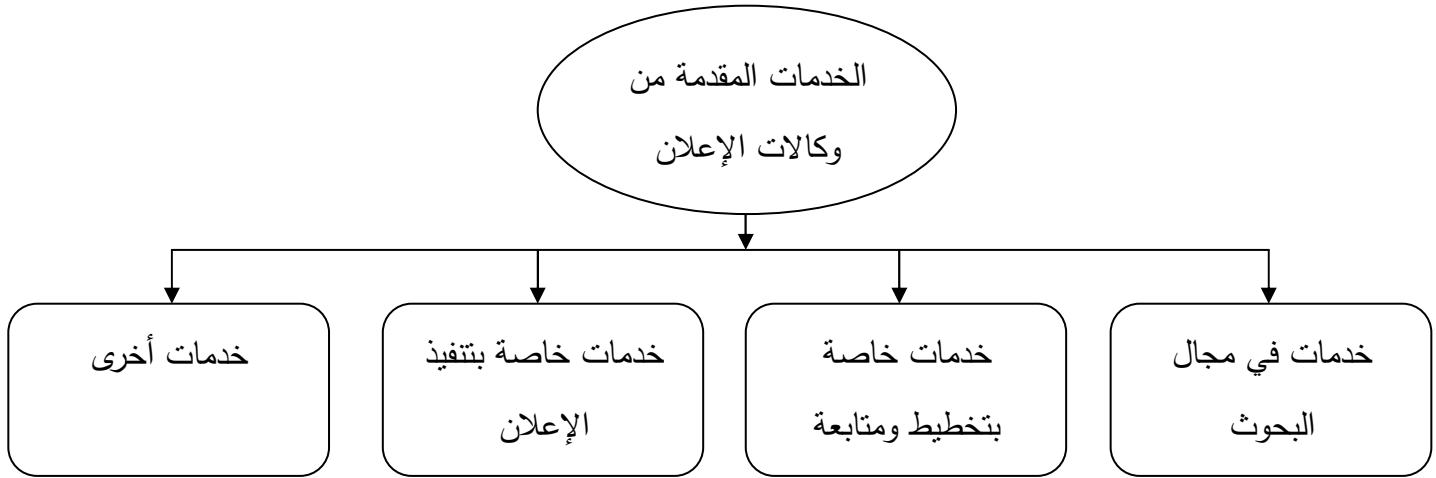 الخدمات المقدمة من
وكالات الإعلان
خدمات في مجال
البحوث
خدمات خاصة
بتخطيط ومتابعة
خدمات خاصة بتنفيذ
الإعلان
خدمات أخرى